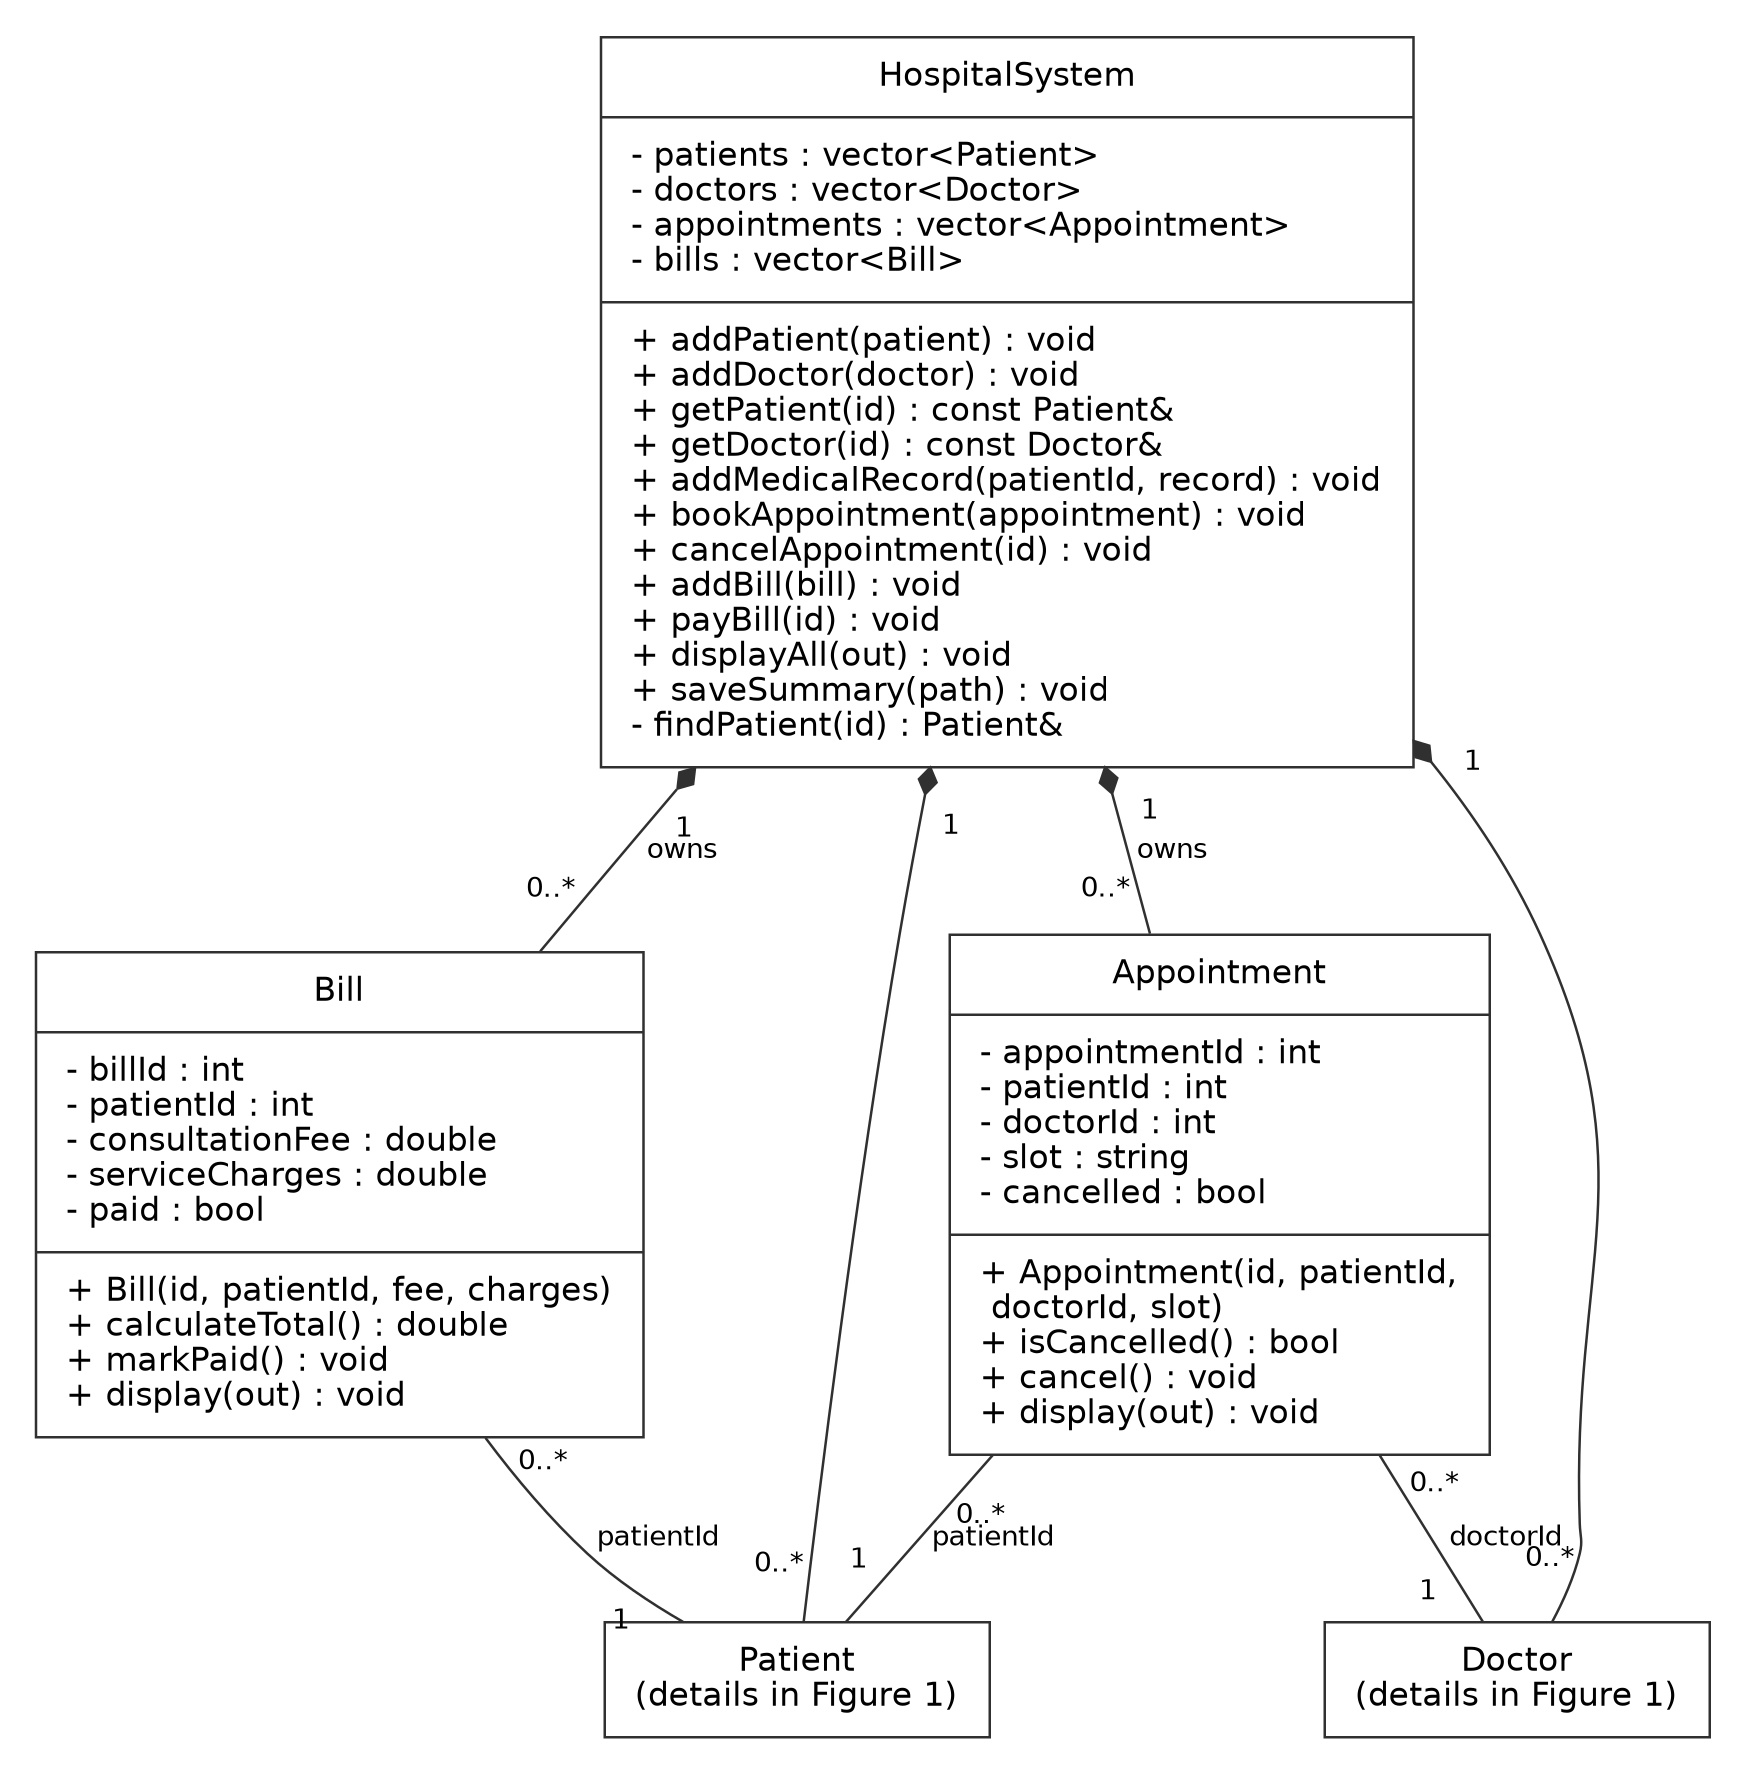 HospitalSystem
- patients : vector<Patient>
- doctors : vector<Doctor>
- appointments : vector<Appointment>
- bills : vector<Bill>
+ addPatient(patient) : void
+ addDoctor(doctor) : void
+ getPatient(id) : const Patient&
+ getDoctor(id) : const Doctor&
+ addMedicalRecord(patientId, record) : void
+ bookAppointment(appointment) : void
+ cancelAppointment(id) : void
+ addBill(bill) : void
+ payBill(id) : void
+ displayAll(out) : void
+ saveSummary(path) : void
- findPatient(id) : Patient&
1
owns
0..*
1
1
owns
0..*
1
Bill
- billId : int
- patientId : int
- consultationFee : double
- serviceCharges : double
- paid : bool
+ Bill(id, patientId, fee, charges)
+ calculateTotal() : double
+ markPaid() : void
+ display(out) : void
Appointment
- appointmentId : int
- patientId : int
- doctorId : int
- slot : string
- cancelled : bool
+ Appointment(id, patientId,
doctorId, slot)
+ isCancelled() : bool
+ cancel() : void
+ display(out) : void
0..*
patientId
1
0..*
0..*
patientId
1
0..*
doctorId
1
0..*
Patient
(details in Figure 1)
Doctor
(details in Figure 1)